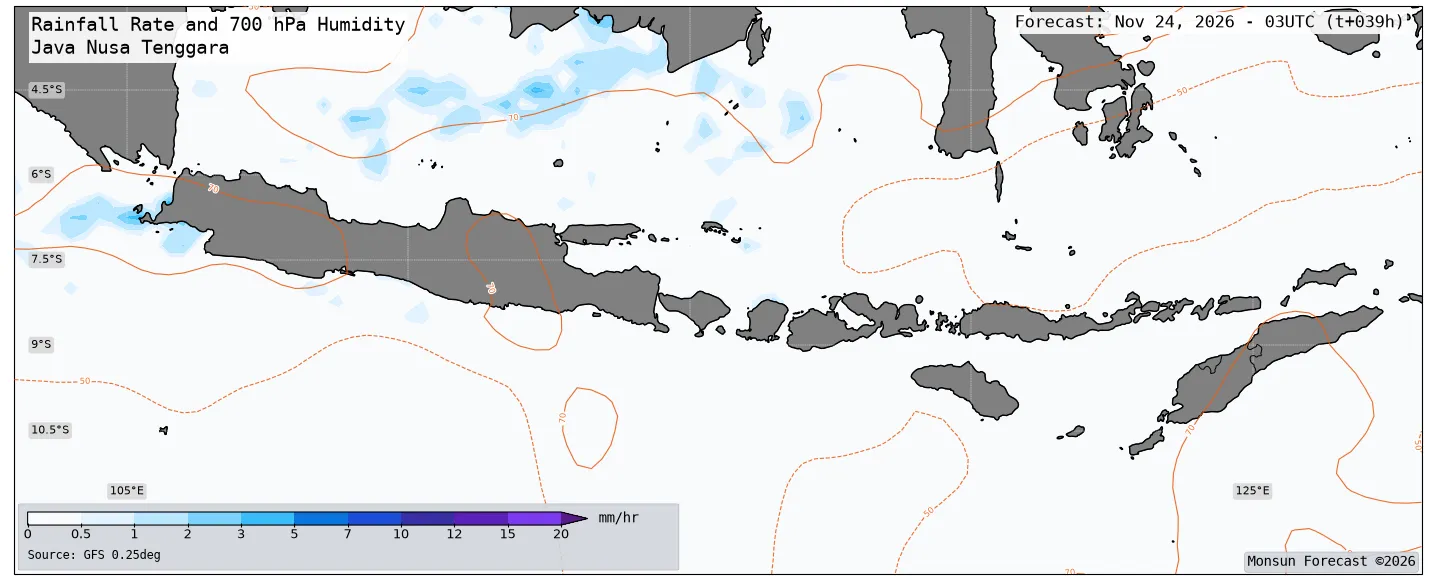 Rainfall Rate and 700 hPa Humidity
Java Nusa Tenggara
Forecast: Nov 24, 2026 - 03UTC (t+039h)
4.5°S
50
70
6°S
70
7.5°S
70
9°S
50
70
10.5°S
70
50
50
105°E
125°E
0 0.5 1 2 3 5 7 10 12 15 20
mm/hr
Source: GFS 0.25deg
Monsun Forecast ©2026
70